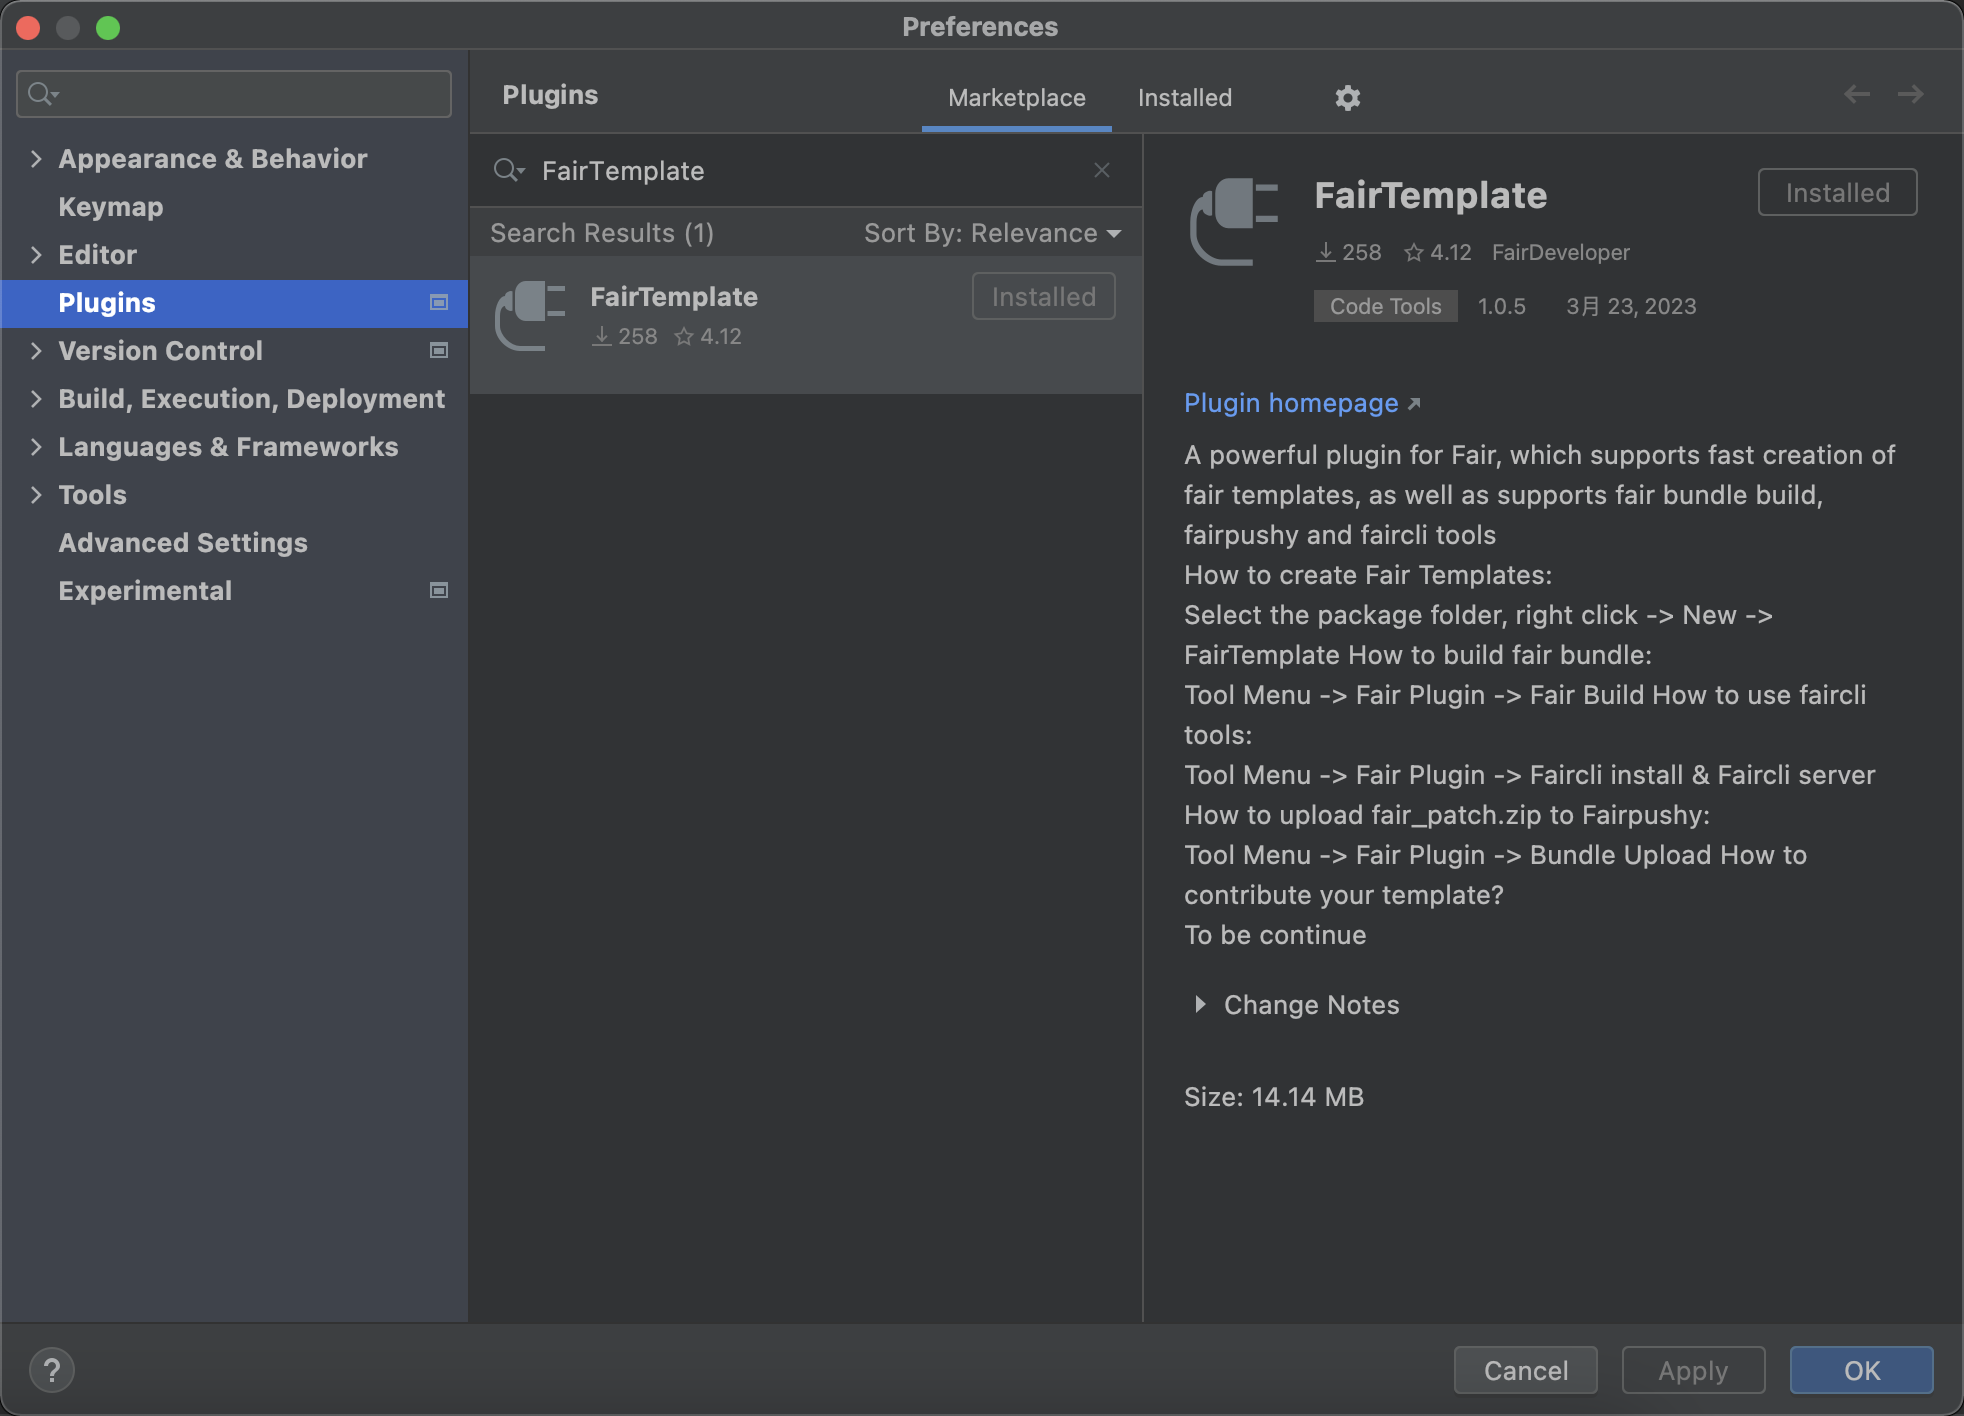 Preferences
Appearance & Behavior
Keymap
Editor
Plugins
Version Control
Build, Execution, Deployment
Languages & Frameworks
Tools
Advanced Settings
Experimental
Plugins
Marketplace
Installed
FairTemplate
Search Results (1)
Sort By: Relevance
FairTemplate
Installed
258
4.12
FairTemplate
Installed
258
4.12
FairDeveloper
Code Tools
1.0.5
3月 23, 2023
Plugin homepage
A powerful plugin for Fair, which supports fast creation of
fair templates, as well as supports fair bundle build,
fairpushy and faircli tools
How to create Fair Templates:
Select the package folder, right click -> New ->
FairTemplate How to build fair bundle:
Tool Menu -> Fair Plugin -> Fair Build How to use faircli
tools:
Tool Menu -> Fair Plugin -> Faircli install & Faircli server
How to upload fair_patch.zip to Fairpushy:
Tool Menu -> Fair Plugin -> Bundle Upload How to
contribute your template?
To be continue
Change Notes
Size: 14.14 MB
?
Cancel
Apply
OK